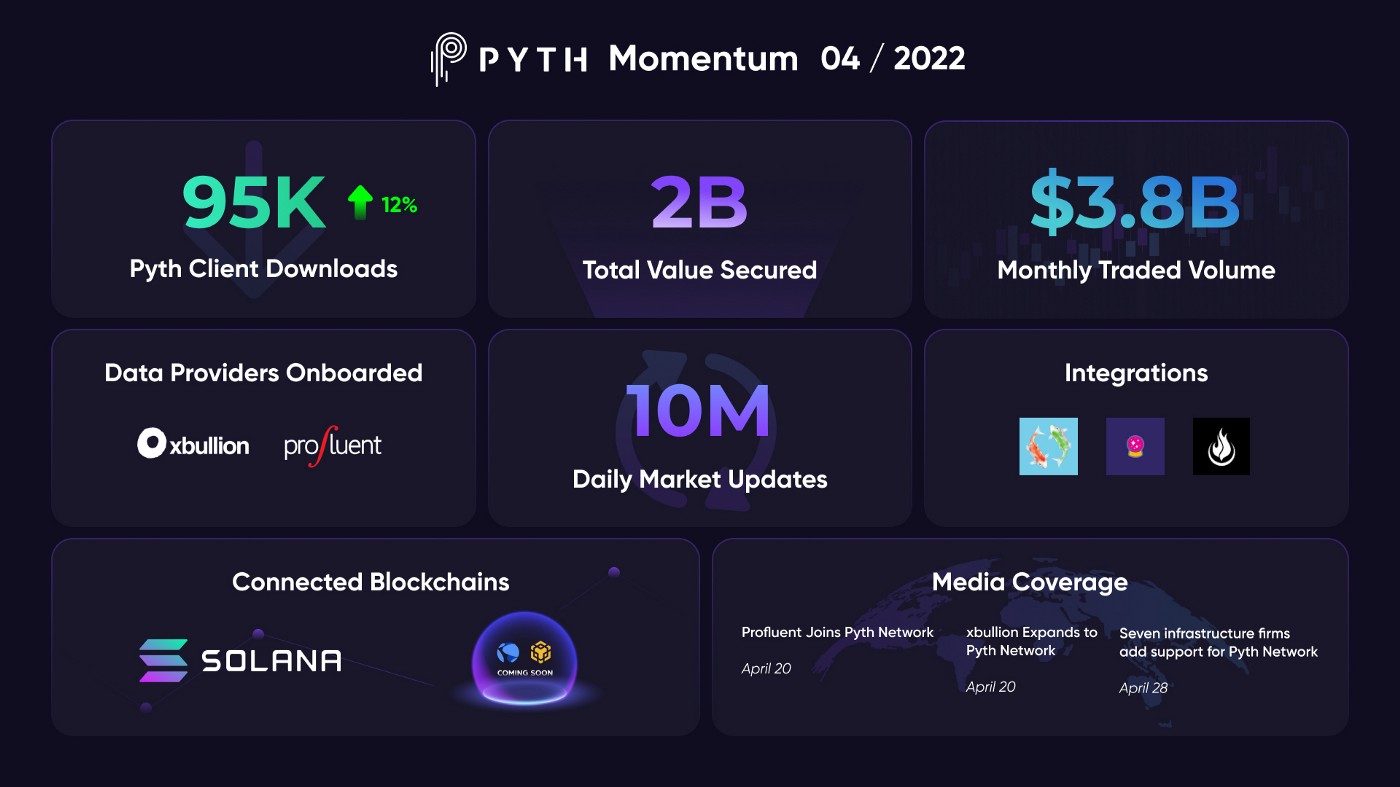 PYTH Momentum 04 / 2022
95K 12%
Pyth Client Downloads
2B
Total Value Secured
$3.8B
Monthly Traded Volume
Data Providers Onboarded
xbullion profluent
10M
Daily Market Updates
Integrations
Connected Blockchains
SOLANA
COMING SOON
Media Coverage
Profluent Joins Pyth Network
April 20
xbullion Expands to
Pyth Network
April 20
Seven infrastructure firms
add support for Pyth Network
April 28